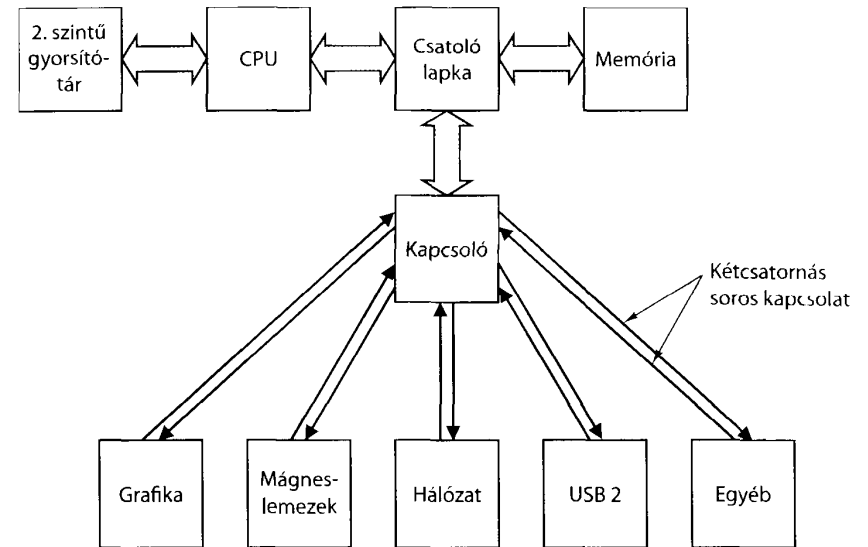 2. szintű
gyorsító-
tár
CPU
Csatoló
lapka
Memória
Kapcsoló
Kétcsatornás
soros kapcsolat
Grafika
Mágnes-
lemezek
Hálózat
USB 2
Egyéb